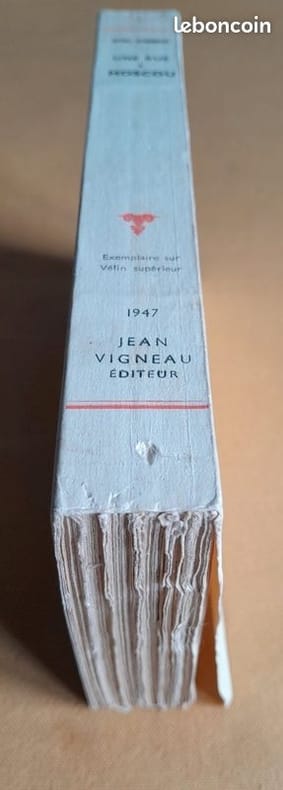 leboncoin
UNE RUE
À
MOSCOU
Exemplaire sur
Vélin supérieur
1947
JEAN
VIGNEAU
ÉDITEUR